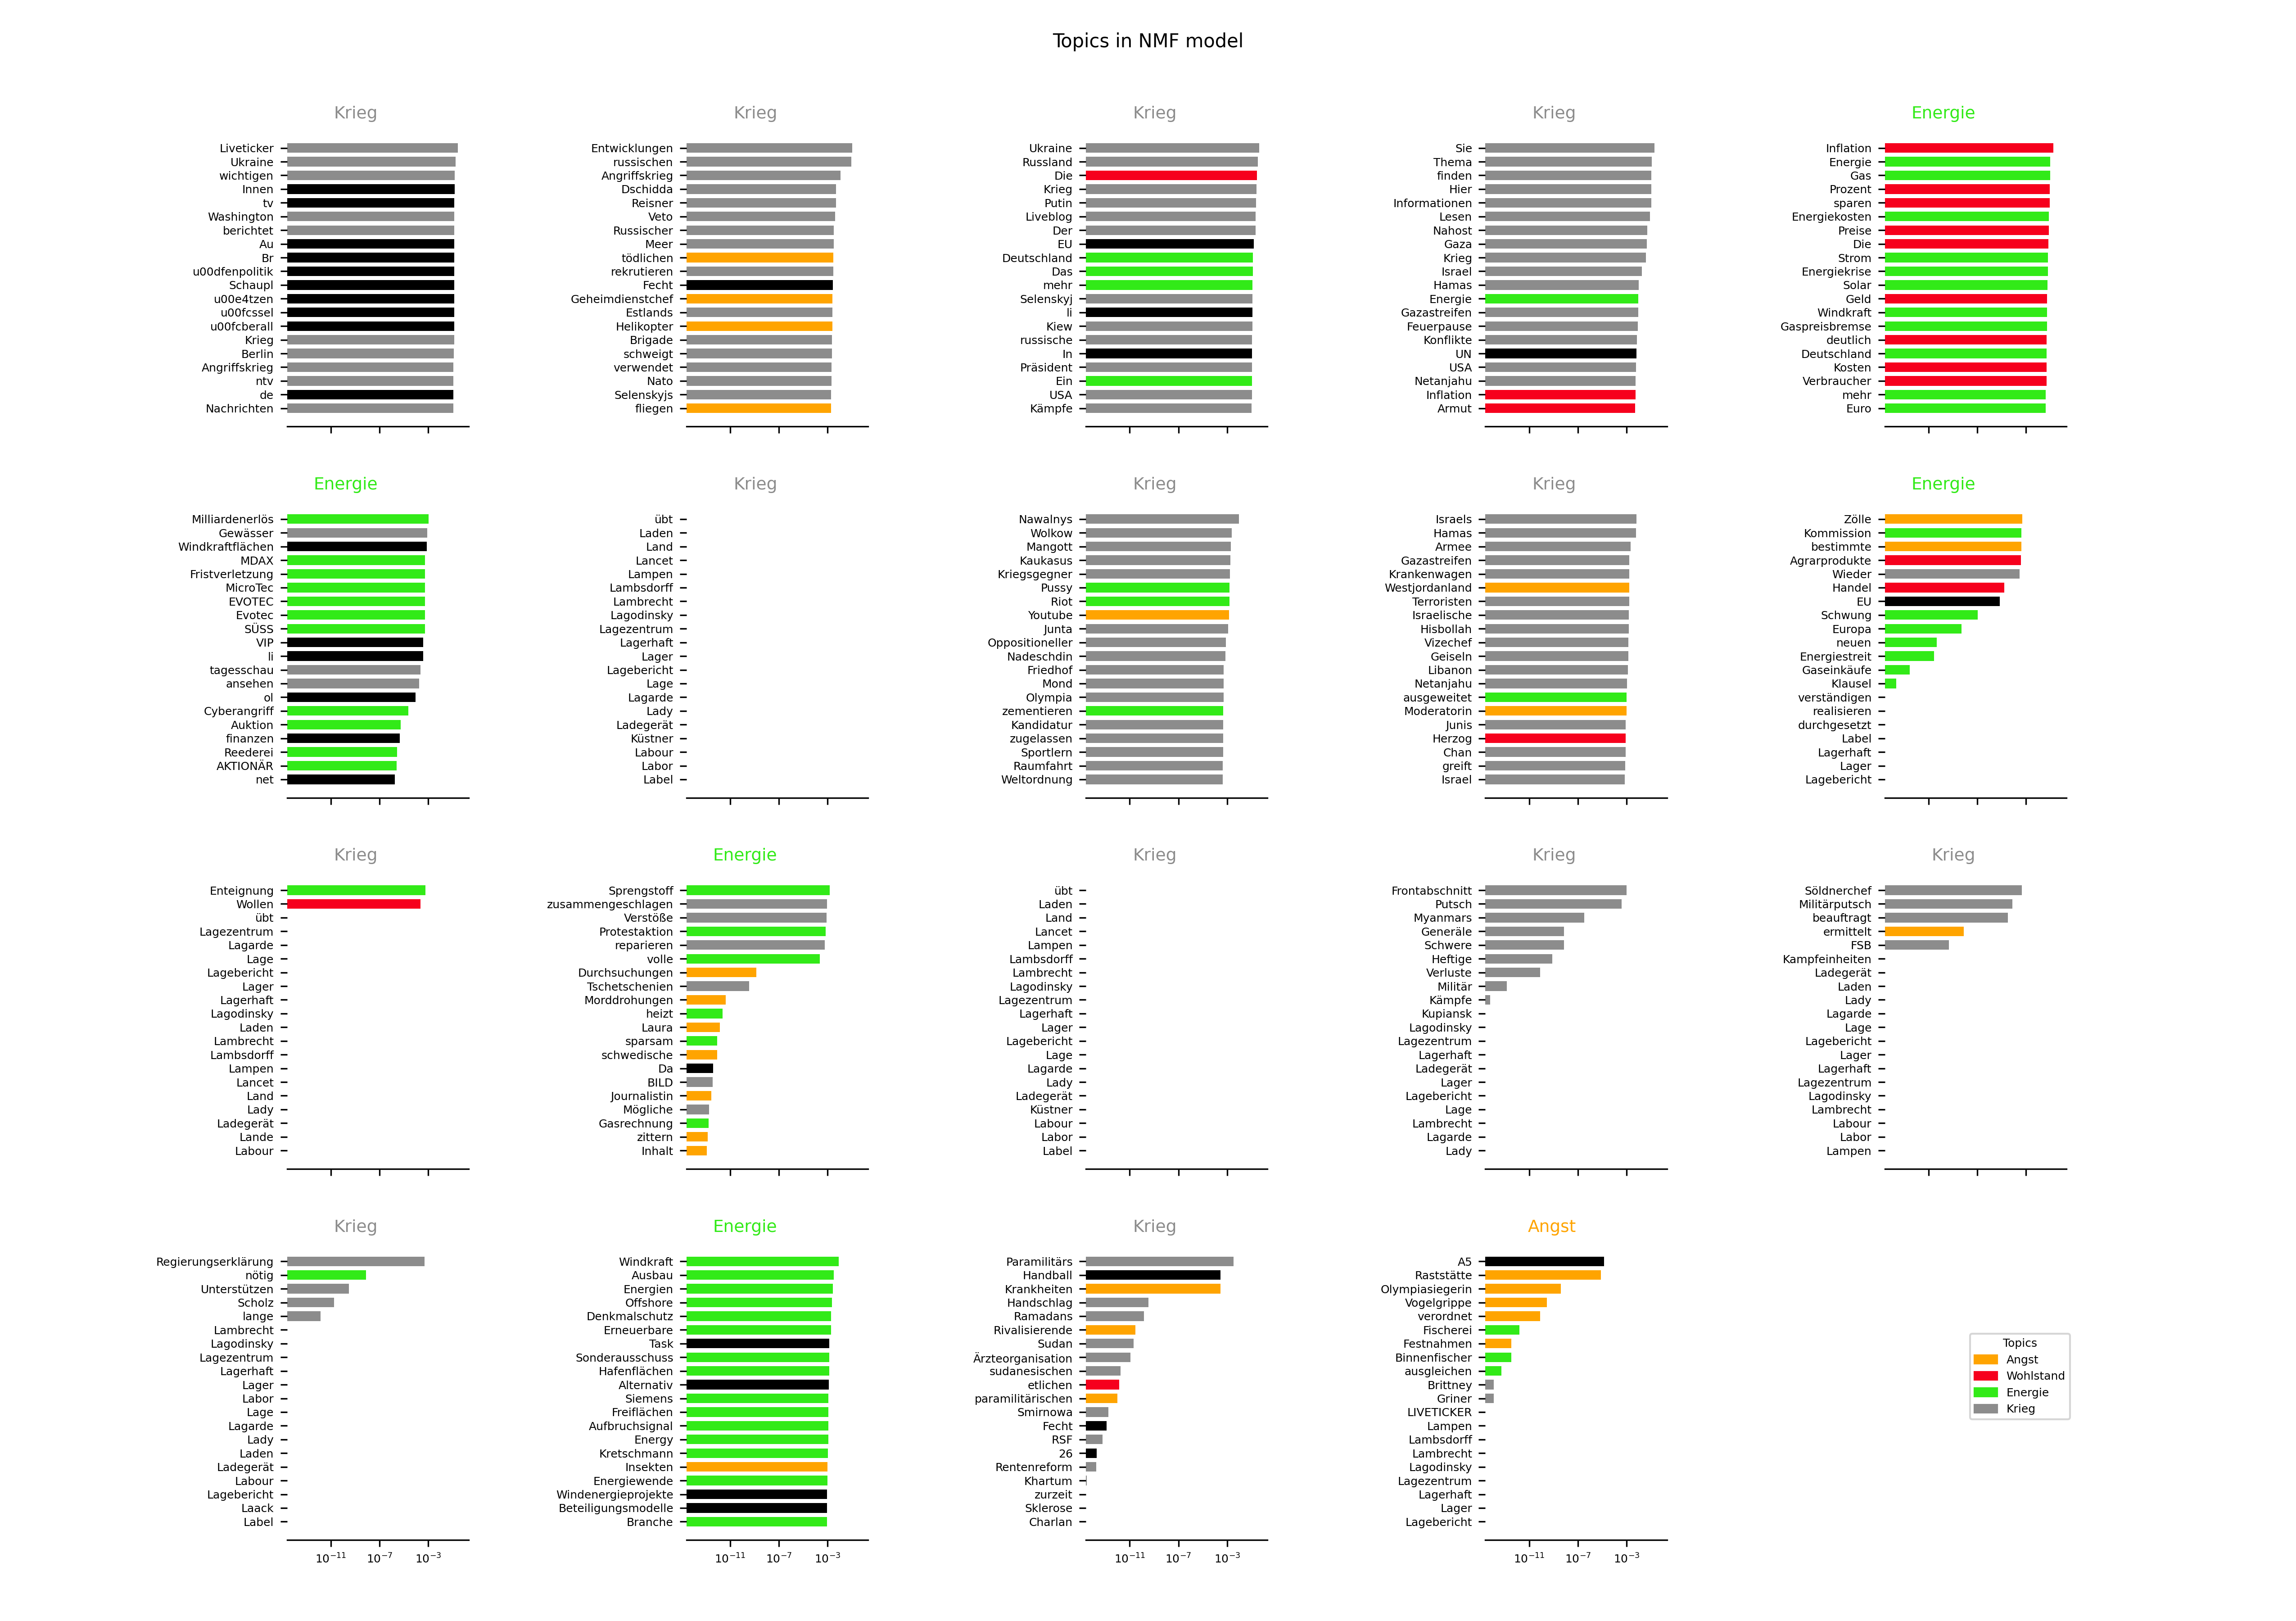 Topics in NMF model
Krieg
Liveticker
Ukraine
wichtigen
Innen
tv
Washington
berichtet
Au
Br
u00dfenpolitik
Schaupl
u00e4tzen
u00fcssel
u00fcberall
Krieg
Berlin
Angriffskrieg
ntv
de
Nachrichten
Krieg
Entwicklungen
russischen
Angriffskrieg
Dschidda
Reisner
Veto
Russischer
Meer
tödlichen
rekrutieren
Fecht
Geheimdienstchef
Estlands
Helikopter
Brigade
schweigt
verwendet
Nato
Selenskyjs
fliegen
Krieg
Ukraine
Russland
Die
Krieg
Putin
Liveblog
Der
EU
Deutschland
Das
mehr
Selenskyj
li
Kiew
russische
In
Präsident
Ein
USA
Kämpfe
Krieg
Sie
Thema
finden
Hier
Informationen
Lesen
Nahost
Gaza
Krieg
Israel
Hamas
Energie
Gazastreifen
Feuerpause
Konflikte
UN
USA
Netanjahu
Inflation
Armut
Energie
Inflation
Energie
Gas
Prozent
sparen
Energiekosten
Preise
Die
Strom
Energiekrise
Solar
Geld
Windkraft
Gaspreisbremse
deutlich
Deutschland
Kosten
Verbraucher
mehr
Euro
Energie
Milliardenerlös
Gewässer
Windkraftflächen
MDAX
Fristverletzung
MicroTec
EVOTEC
Evotec
SÜSS
VIP
li
tagesschau
ansehen
ol
Cyberangriff
Auktion
finanzen
Reederei
AKTIONÄR
net
Krieg
übt
Laden
Land
Lancet
Lampen
Lambsdorff
Lambrecht
Lagodinsky
Lagezentrum
Lagerhaft
Lager
Lagebericht
Lage
Lagarde
Lady
Ladegerät
Küstner
Labour
Labor
Label
Krieg
Nawalnys
Wolkow
Mangott
Kaukasus
Kriegsgegner
Pussy
Riot
Youtube
Junta
Oppositioneller
Nadeschdin
Friedhof
Mond
Olympia
zementieren
Kandidatur
zugelassen
Sportlern
Raumfahrt
Weltordnung
Krieg
Israels
Hamas
Armee
Gazastreifen
Krankenwagen
Westjordanland
Terroristen
Israelische
Hisbollah
Vizechef
Geiseln
Libanon
Netanjahu
ausgeweitet
Moderatorin
Junis
Herzog
Chan
greift
Israel
Energie
Zölle
Kommission
bestimmte
Agrarprodukte
Wieder
Handel
EU
Schwung
Europa
neuen
Energiestreit
Gaseinkäufe
Klausel
verständigen
realisieren
durchgesetzt
Label
Lagerhaft
Lager
Lagebericht
Krieg
Enteignung
Wollen
übt
Lagezentrum
Lagarde
Lage
Lagebericht
Lager
Lagerhaft
Lagodinsky
Laden
Lambrecht
Lambsdorff
Lampen
Lancet
Land
Lady
Ladegerät
Lande
Labour
Energie
Sprengstoff
zusammengeschlagen
Verstöße
Protestaktion
reparieren
volle
Durchsuchungen
Tschetschenien
Morddrohungen
heizt
Laura
sparsam
schwedische
Da
BILD
Journalistin
Mögliche
Gasrechnung
zittern
Inhalt
Krieg
übt
Laden
Land
Lancet
Lampen
Lambsdorff
Lambrecht
Lagodinsky
Lagezentrum
Lagerhaft
Lager
Lagebericht
Lage
Lagarde
Lady
Ladegerät
Küstner
Labour
Labor
Label
Krieg
Frontabschnitt
Putsch
Myanmars
Generäle
Schwere
Heftige
Verluste
Militär
Kämpfe
Kupiansk
Lagodinsky
Lagezentrum
Lagerhaft
Ladegerät
Lager
Lagebericht
Lage
Lambrecht
Lagarde
Lady
Krieg
Söldnerchef
Militärputsch
beauftragt
ermittelt
FSB
Kampfeinheiten
Ladegerät
Laden
Lady
Lagarde
Lage
Lagebericht
Lager
Lagerhaft
Lagezentrum
Lagodinsky
Lambrecht
Labour
Labor
Lampen
Krieg
Regierungserklärung
nötig
Unterstützen
Scholz
lange
Lambrecht
Lagodinsky
Lagezentrum
Lagerhaft
Lager
Labor
Lage
Lagarde
Lady
Laden
Ladegerät
Labour
Lagebericht
Laack
Label
10⁻¹¹ 10⁻⁷ 10⁻³
Energie
Windkraft
Ausbau
Energien
Offshore
Denkmalschutz
Erneuerbare
Task
Sonderausschuss
Hafenflächen
Alternativ
Siemens
Freiflächen
Aufbruchsignal
Energy
Kretschmann
Insekten
Energiewende
Windenergieprojekte
Beteiligungsmodelle
Branche
10⁻¹¹ 10⁻⁷ 10⁻³
Krieg
Paramilitärs
Handball
Krankheiten
Handschlag
Ramadans
Rivalisierende
Sudan
Ärzteorganisation
sudanesischen
etlichen
paramilitärischen
Smirnowa
Fecht
RSF
26
Rentenreform
Khartum
zurzeit
Sklerose
Charlan
10⁻¹¹ 10⁻⁷ 10⁻³
Angst
A5
Raststätte
Olympiasiegerin
Vogelgrippe
verordnet
Fischerei
Festnahmen
Binnenfischer
ausgleichen
Brittney
Griner
LIVETICKER
Lampen
Lambsdorff
Lambrecht
Lagodinsky
Lagezentrum
Lagerhaft
Lager
Lagebericht
10⁻¹¹ 10⁻⁷ 10⁻³
Topics
Angst
Wohlstand
Energie
Krieg